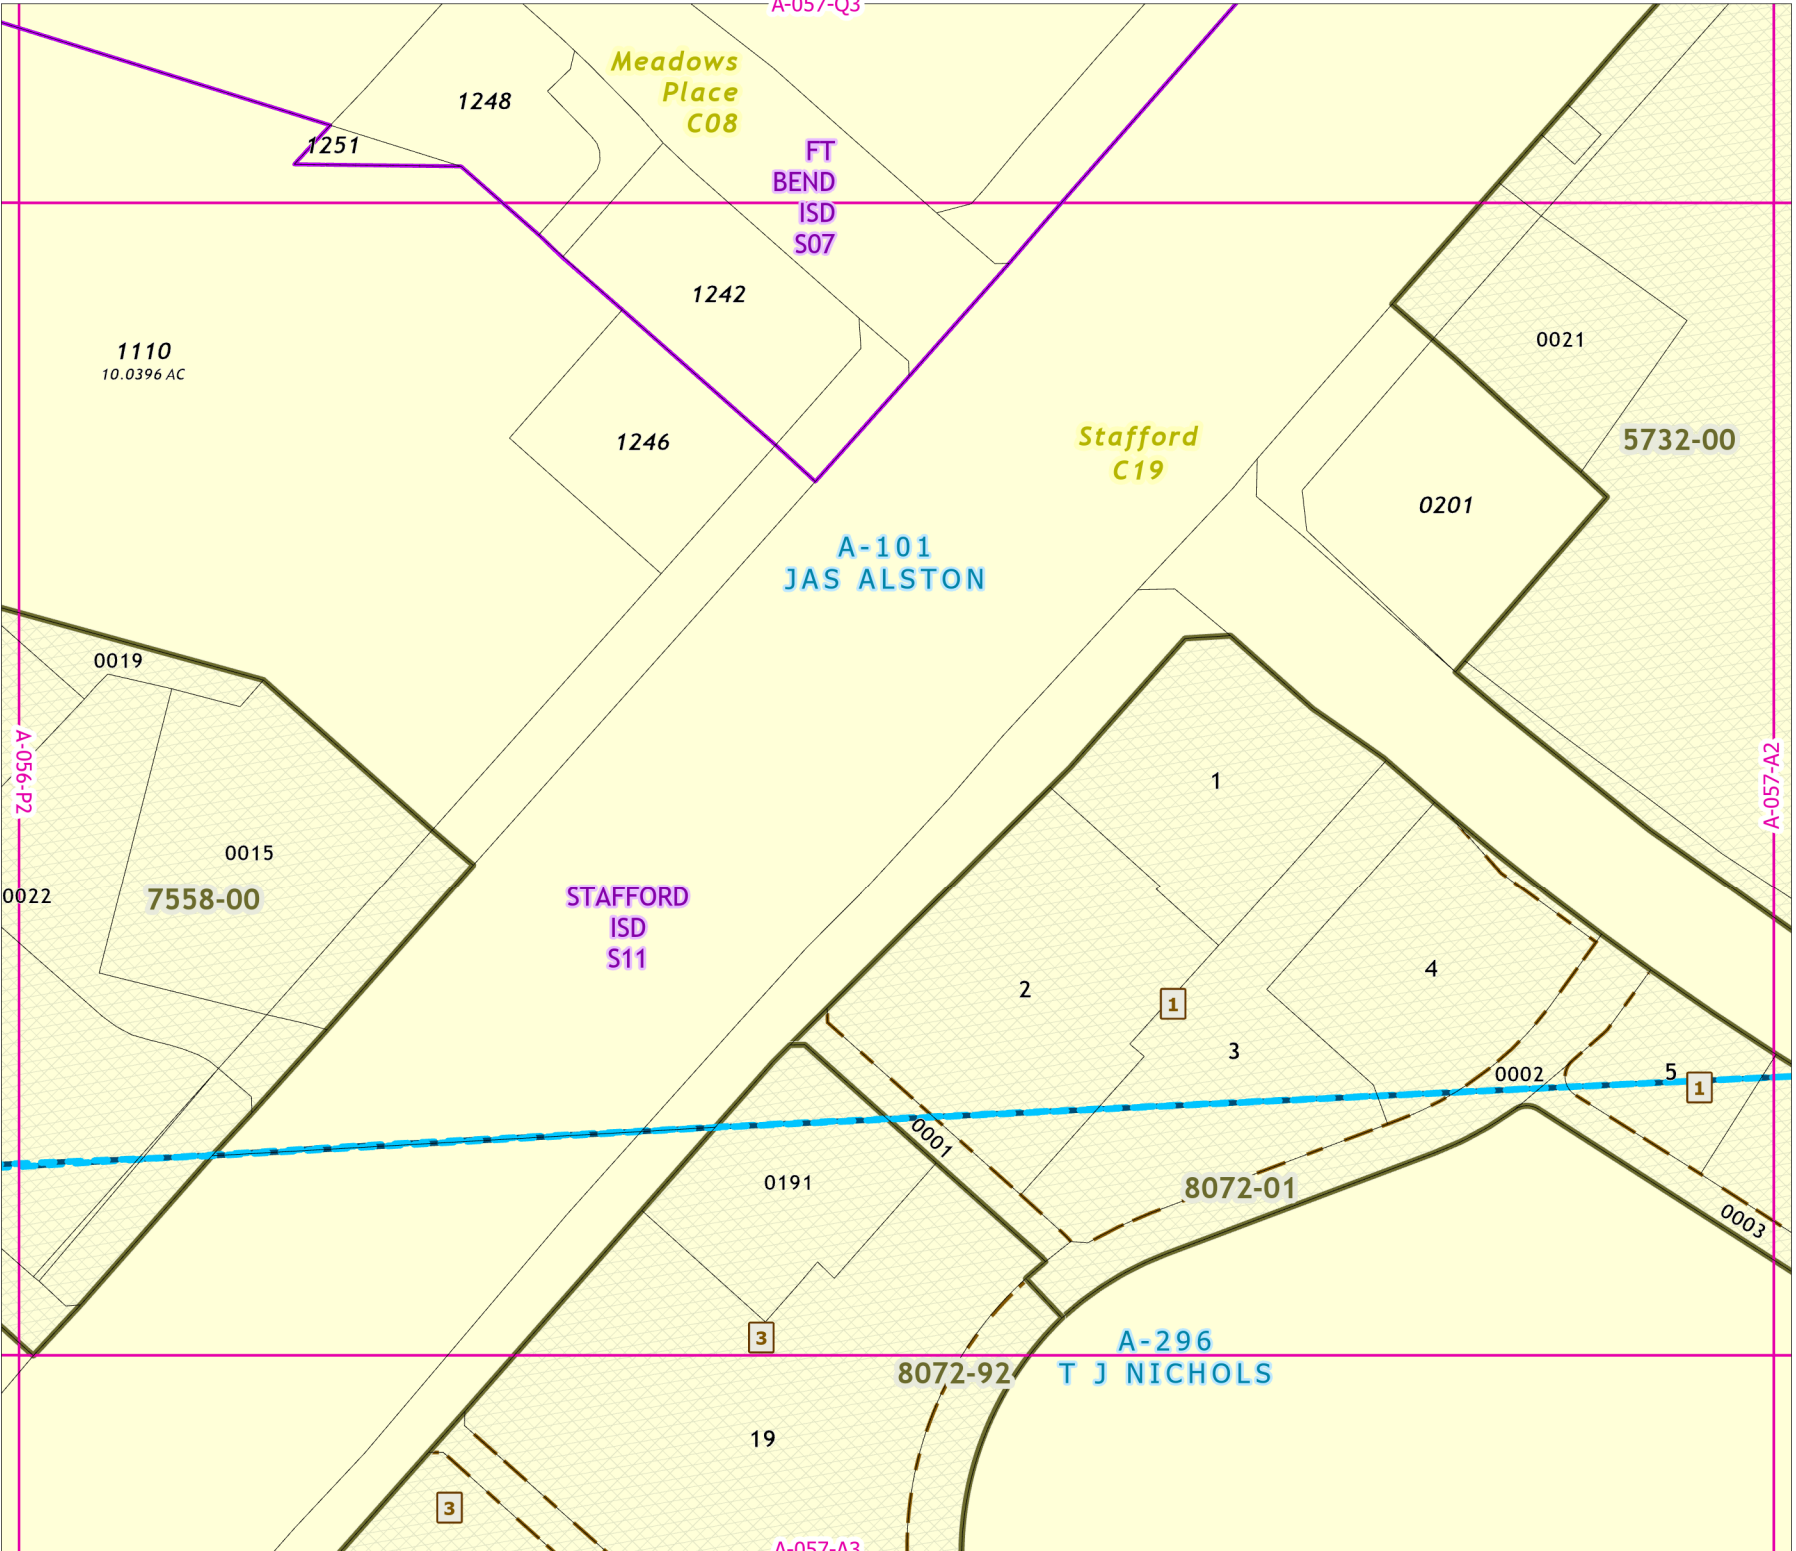 A-057-Q3
Meadows
Place
C08
1248
1251
FT
BEND
ISD
S07
1242
1110
10.0396 AC
0021
1246
Stafford
C19
5732-00
0201
A-101
JAS ALSTON
0019
A-056-P2
A-057-A2
1
0015
0022
7558-00
STAFFORD
ISD
S11
2
4
1
3
0002
5
1
0001
0191
8072-01
0003
3
A-296
T J NICHOLS
8072-92
19
3
A-057-A3